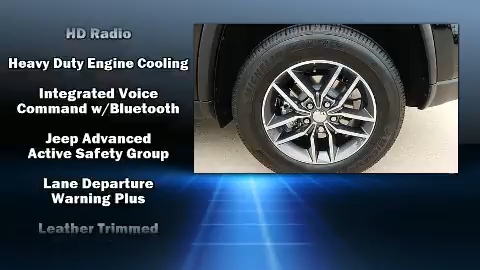 HD Radio
Heavy Duty Engine Cooling
Integrated Voice
Command w/Bluetooth
Jeep Advanced
Active Safety Group
Lane Departure
Warning Plus
Leather Trimmed